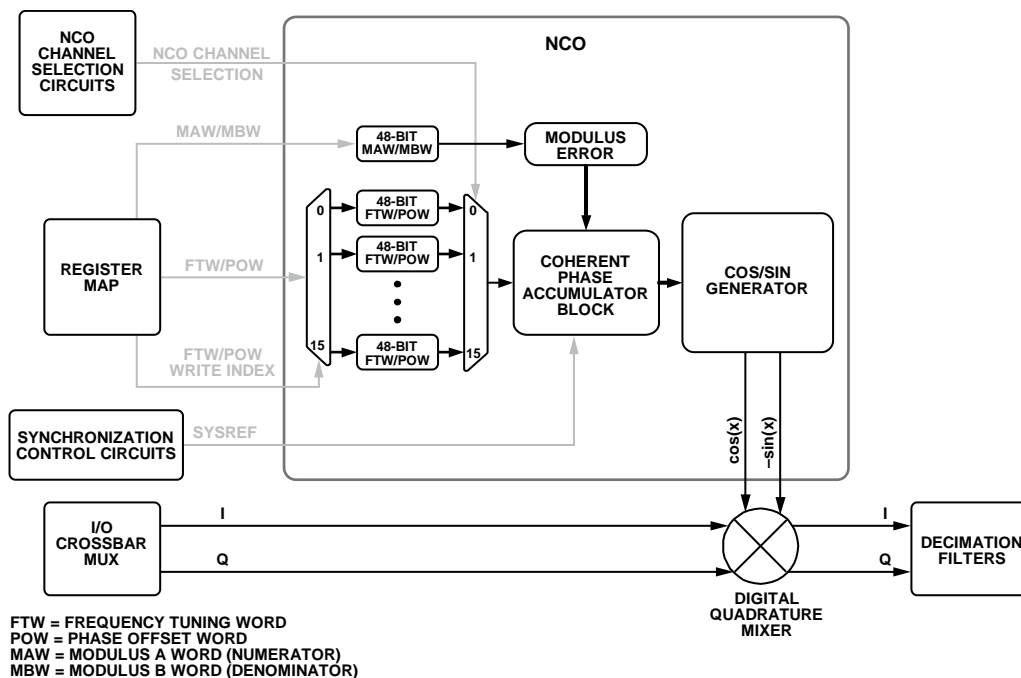 NCO
CHANNEL
SELECTION
CIRCUITS
NCO CHANNEL
SELECTION
NCO
MAW/MBW
48-BIT
MAW/MBW
MODULUS
ERROR
REGISTER
MAP
FTW/POW
FTW/POW
WRITE INDEX
0
1
15
48-BIT
FTW/POW
48-BIT
FTW/POW
48-BIT
FTW/POW
0
1
15
COHERENT
PHASE
ACCUMULATOR
BLOCK
COS/SIN
GENERATOR
SYNCHRONIZATION
CONTROL CIRCUITS
SYSREF
cos(x)
–sin(x)
I/O
CROSSBAR
MUX
I
Q
DIGITAL
QUADRATURE
MIXER
I
Q
DECIMATION
FILTERS
FTW = FREQUENCY TUNING WORD
POW = PHASE OFFSET WORD
MAW = MODULUS A WORD (NUMERATOR)
MBW = MODULUS B WORD (DENOMINATOR)